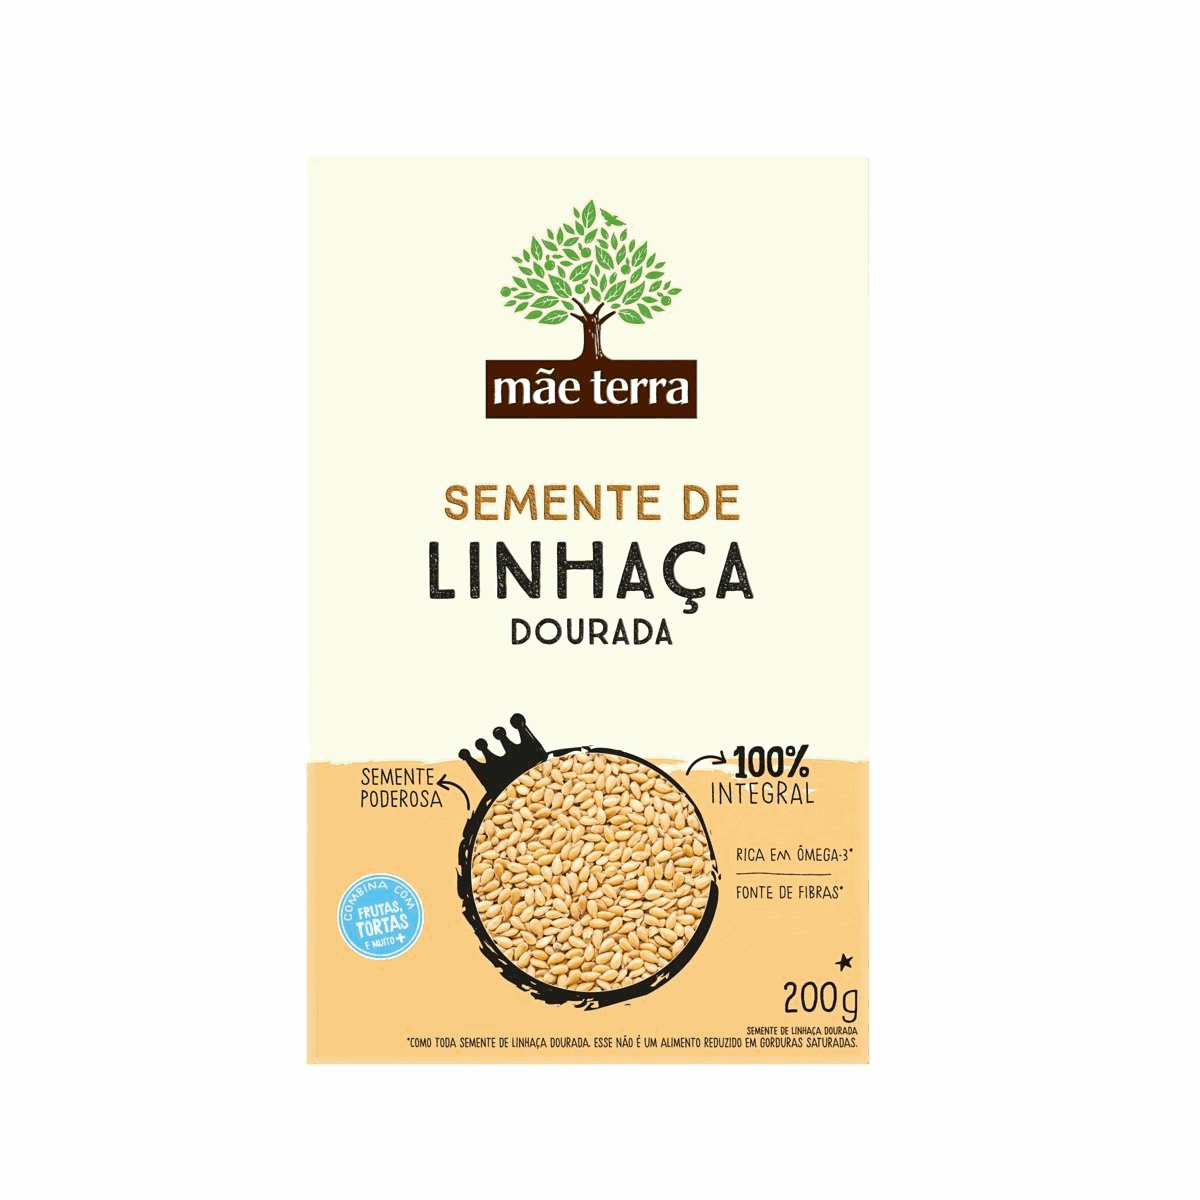 mãe terra
SEMENTE DE
LINHAÇA
DOURADA
SEMENTE
PODEROSA
100%
INTEGRAL
RICA EM ÔMEGA-3*
FONTE DE FIBRAS*
COMBINA COM
FRUTAS,
TORTAS
E MUITO +
200g
SEMENTE DE LINHAÇA DOURADA
*COMO TODA SEMENTE DE LINHAÇA DOURADA. ESSE NÃO É UM ALIMENTO REDUZIDO EM GORDURAS SATURADAS.